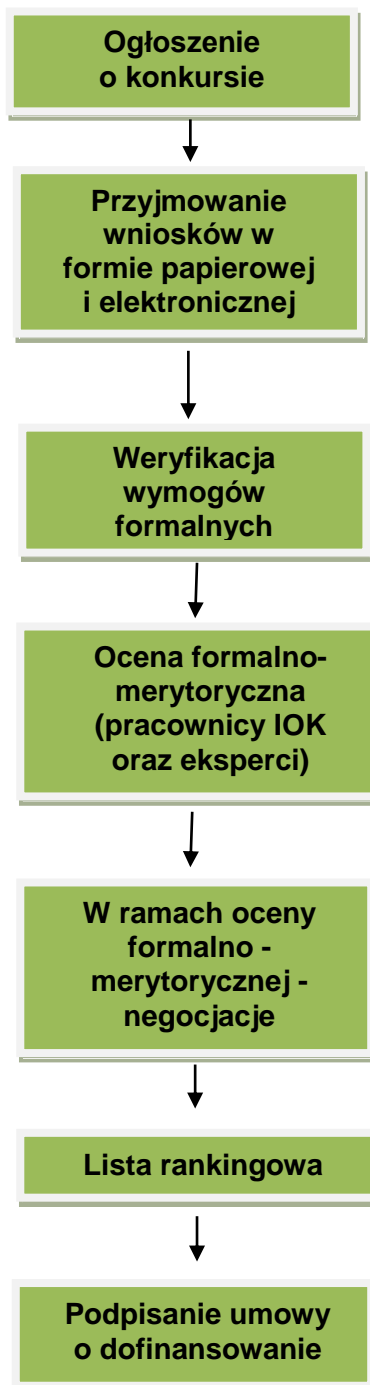 Ogłoszenie
o konkursie
Przyjmowanie
wniosków w
formie papierowej
i elektronicznej
Weryfikacja
wymogów
formalnych
Ocena formalno-
merytoryczna
(pracownicy IOK
oraz eksperci)
W ramach oceny
formalno -
merytorycznej -
negocjacje
Lista rankingowa
Podpisanie umowy
o dofinansowanie